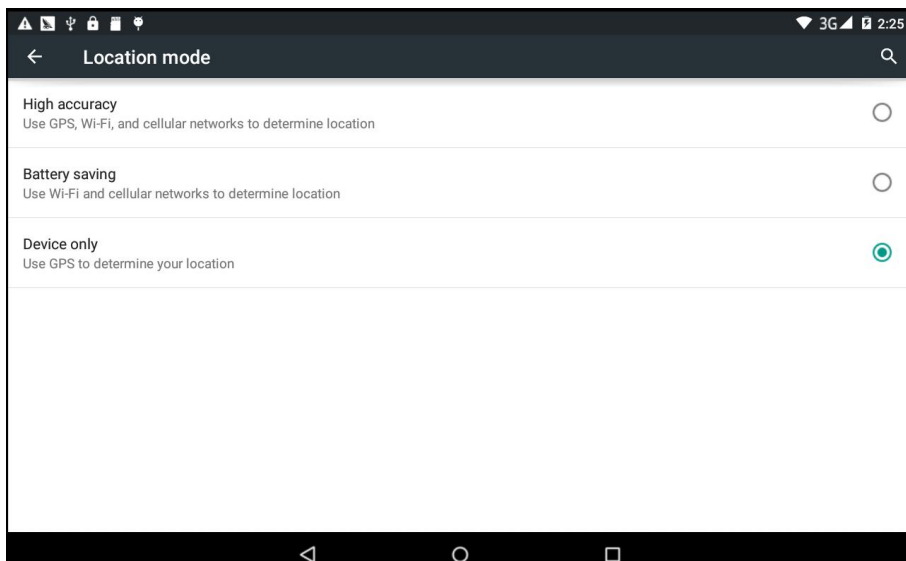 3G 2:25
Location mode
High accuracy
Use GPS, Wi-Fi, and cellular networks to determine location
Battery saving
Use Wi-Fi and cellular networks to determine location
Device only
Use GPS to determine your location